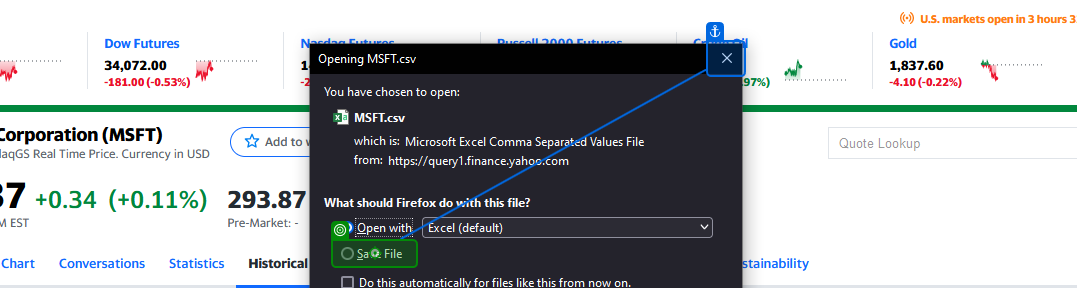 U.S. markets open in 3 hours 3
Dow Futures
34,072.00
-181.00 (-0.53%)
Nasdaq Futures
Russell 2000 Futures
Gold
1,837.60
-4.10 (-0.22%)
97%)
Opening MSFT.csv
You have chosen to open:
MSFT.csv
which is: Microsoft Excel Comma Separated Values File
from: https://query1.finance.yahoo.com
What should Firefox do with this file?
Open with
Excel (default)
Save File
Do this automatically for files like this from now on.
Corporation (MSFT)
daqGS Real Time Price. Currency in USD
Add to w
Quote Lookup
37 +0.34 (+0.11%)
293.87
M EST
Pre-Market: -
Chart
Conversations
Statistics
Historical
stainability